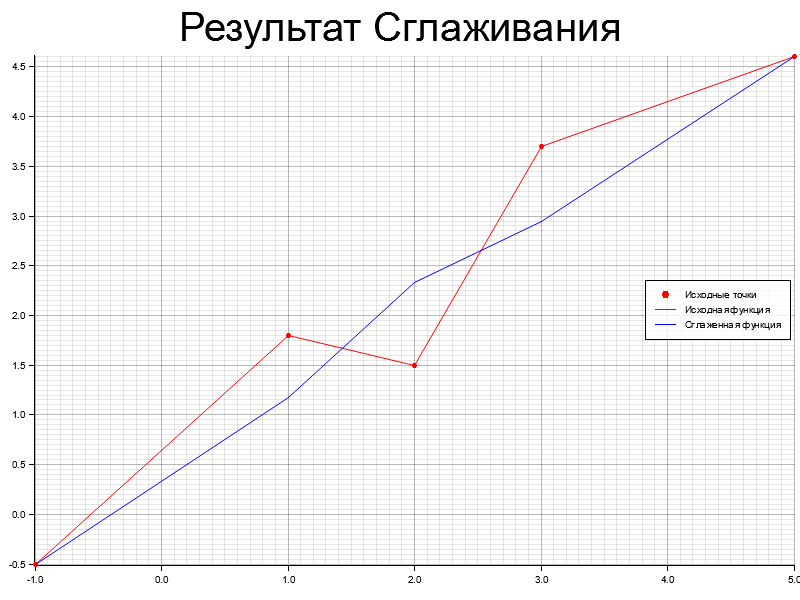 Результат Сглаживания
4.5
4.0
3.5
3.0
2.5
2.0
1.5
1.0
0.5
0.0
-0.5
Исходные точки
Исходная функция
Сглаженная функция
-1.0 0.0 1.0 2.0 3.0 4.0 5.0